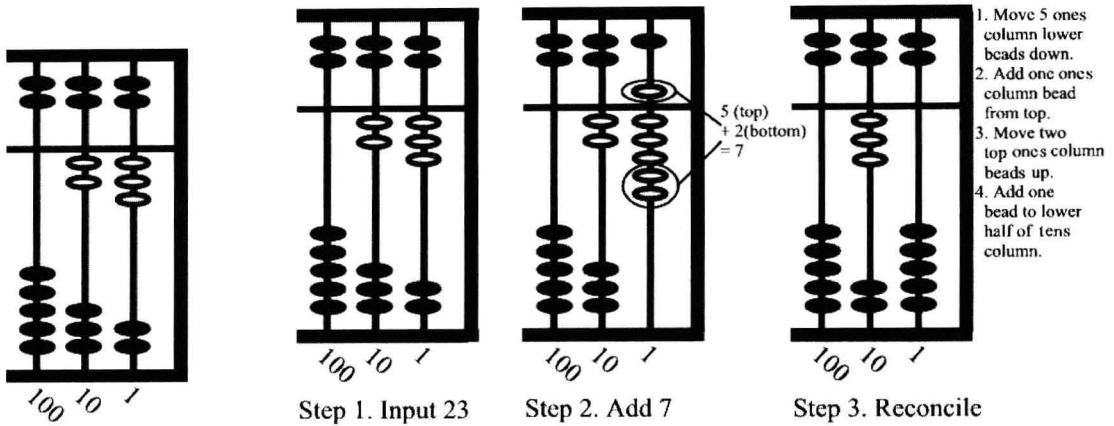 100 10 1
100 10 1
Step 1. Input 23
5 (top)
+ 2(bottom)
= 7
100 10 1
Step 2. Add 7
100 10 1
Step 3. Reconcile
1. Move 5 ones
column lower
beads down.
2. Add one ones
column bead
from top.
3. Move two
top ones column
beads up.
4. Add one
bead to lower
half of tens
column.